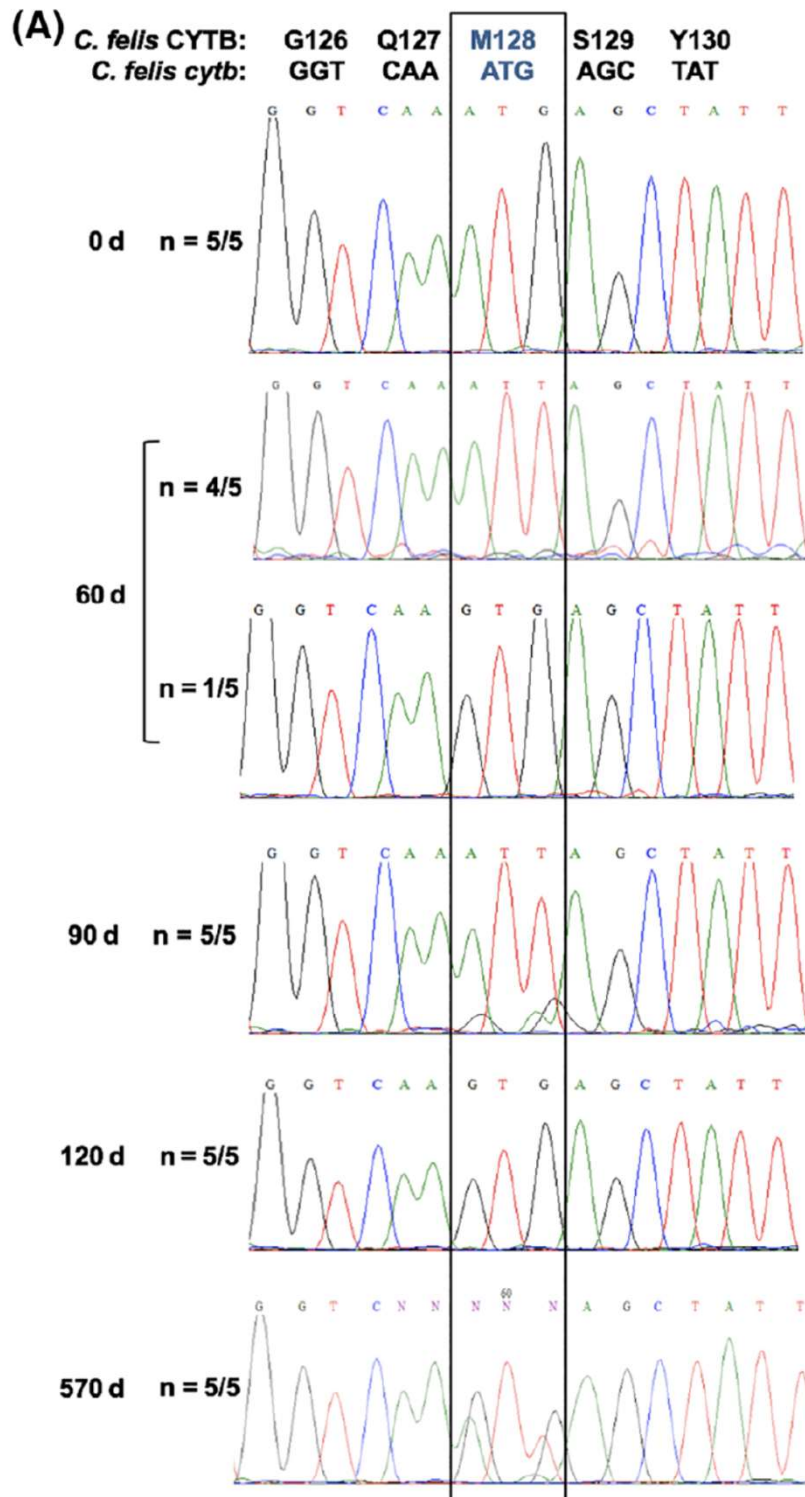 (A)
C. felis CYTB: G126 Q127 M128 S129 Y130
C. felis cytb: GGT CAA ATG AGC TAT
G G T C A A A T G A G C T A T T
0 d n = 5/5
G G T C A A A T T A G C T A T T
n = 4/5
60 d
G G T C A A G T G A G C T A T T
n = 1/5
G G T C A A A T T A G C T A T T
90 d n = 5/5
G G T C A A G T G A G C T A T T
120 d n = 5/5
60
G G T C N N N N N A G C T A T T
570 d n = 5/5